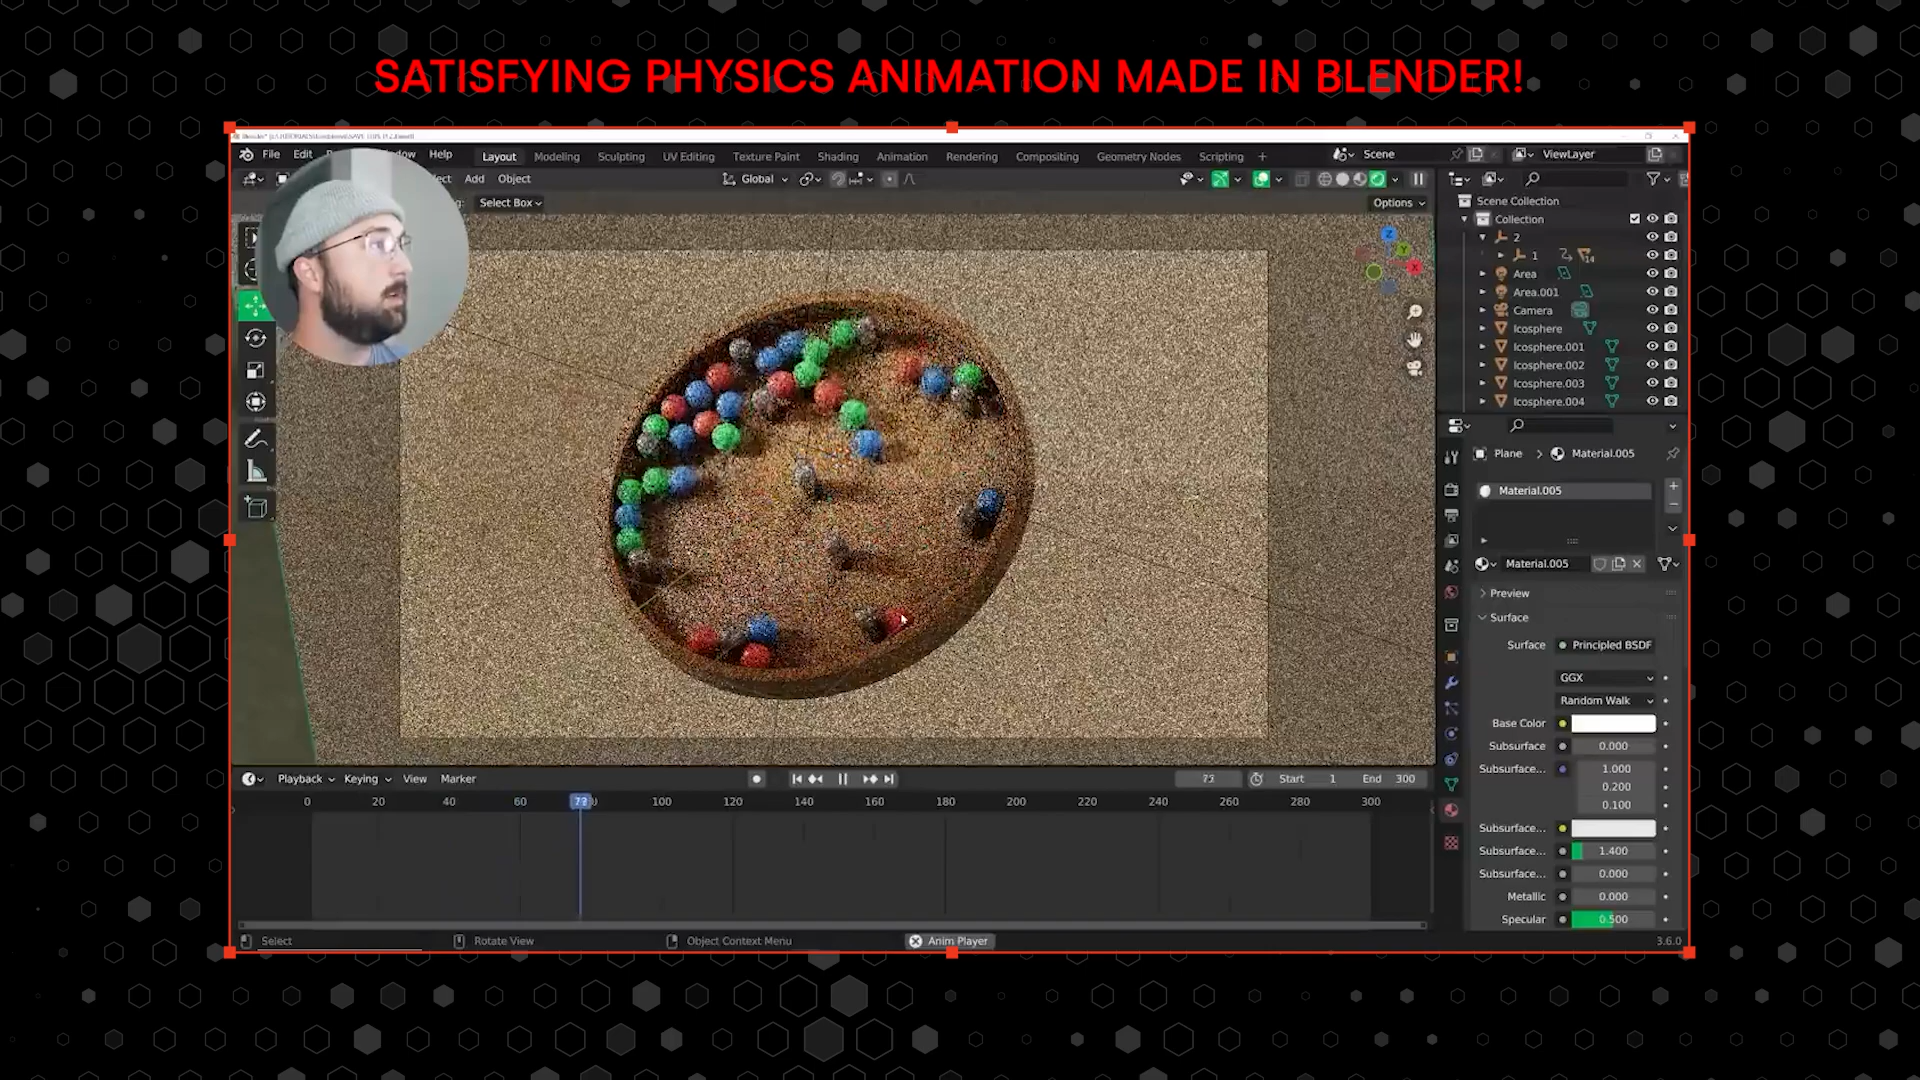 SATISFYING PHYSICS ANIMATION MADE IN BLENDER!
File Edit Help Layout Modeling Sculpting UV Editing Texture Paint Shading Animation Rendering Compositing Geometry Nodes Scripting + Scene ViewLayer
Add Object Global
Select Box Options
Z
Y
X
Scene Collection
Collection
2
1 14
Area
Area.001
Camera
Icosphere
Icosphere.001
Icosphere.002
Icosphere.003
Icosphere.004
Plane > Material.005
Material.005
Material.005
Preview
Surface
Surface Principled BSDF
GGX
Random Walk
Base Color
Subsurface 0.000
Subsurface... 1.000
0.200
0.100
Subsurface...
Subsurface... 1.400
Subsurface... 0.000
Metallic 0.000
Specular 0.500
Playback Keying View Marker Start 1 End 300
0 20 40 60 100 120 140 160 180 200 220 240 260 280 300
Select Rotate View Object Context Menu Anim Player 3.6.0